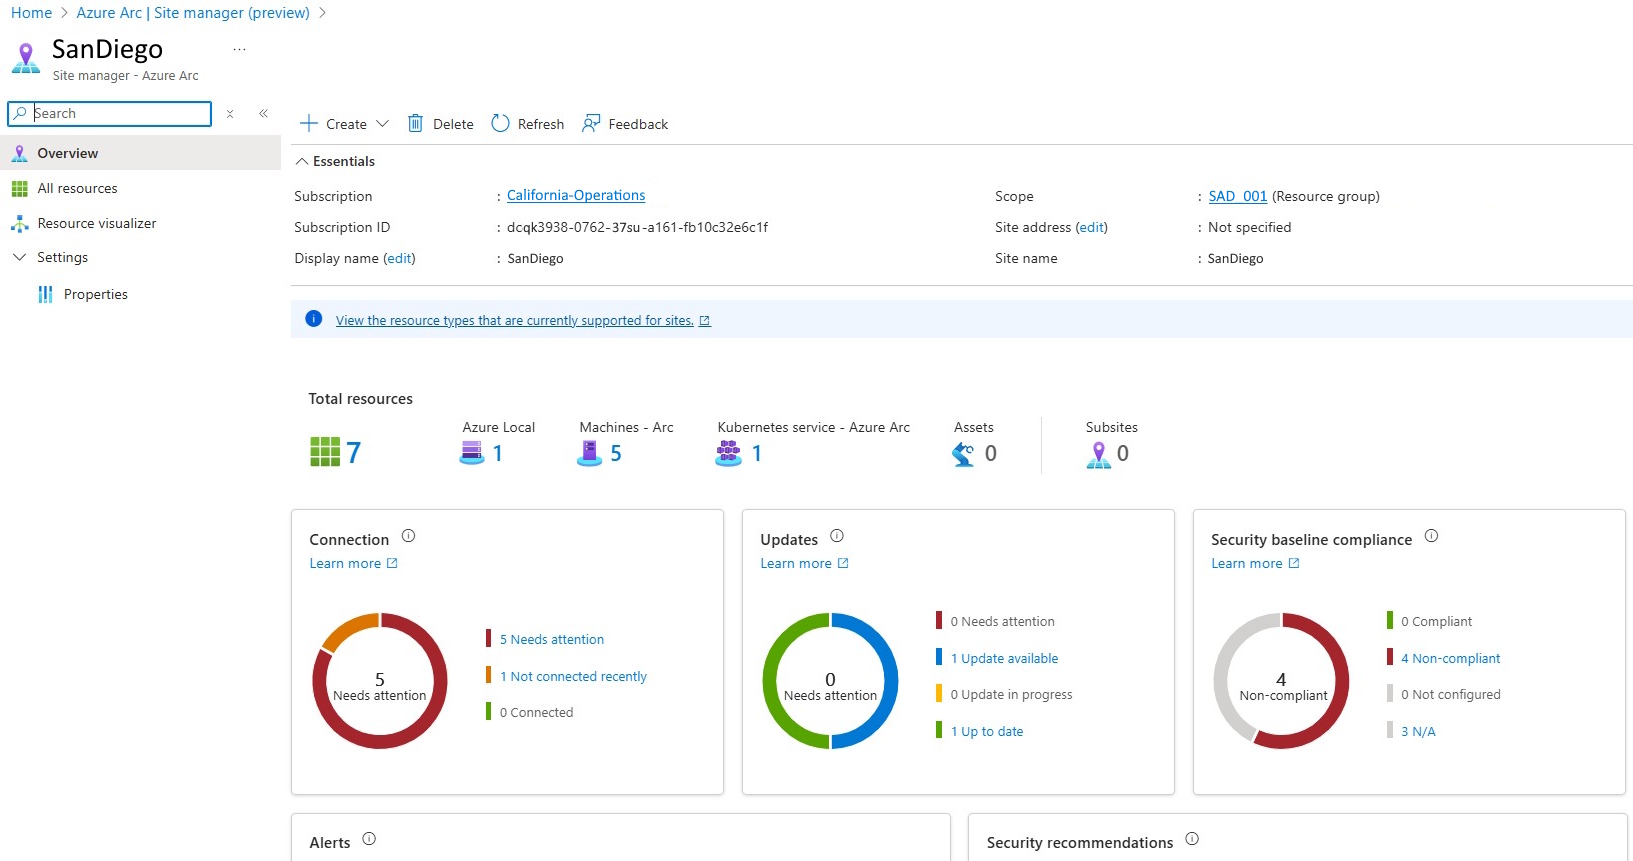 Home > Azure Arc | Site manager (preview) >
SanDiego ...
Site manager - Azure Arc
Search
Overview
All resources
Resource visualizer
Settings
Properties
Create Delete Refresh Feedback
Essentials
Subscription : California-Operations
Subscription ID : dcqk3938-0762-37su-a161-fb10c32e6c1f
Display name (edit) : SanDiego
Scope : SAD_001 (Resource group)
Site address (edit) : Not specified
Site name : SanDiego
View the resource types that are currently supported for sites.
Total resources
7
Azure Local
1
Machines - Arc
5
Kubernetes service - Azure Arc
1
Assets
0
Subsites
0
Connection
Learn more
5
Needs attention
5 Needs attention
1 Not connected recently
0 Connected
Updates
Learn more
0
Needs attention
0 Needs attention
1 Update available
0 Update in progress
1 Up to date
Security baseline compliance
Learn more
4
Non-compliant
0 Compliant
4 Non-compliant
0 Not configured
3 N/A
Alerts
Security recommendations